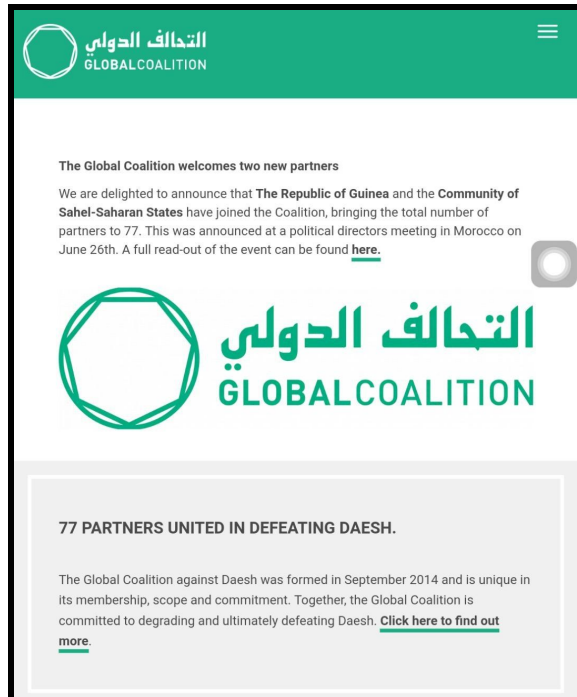 التحالف الدولي
GLOBALCOALITION
The Global Coalition welcomes two new partners
We are delighted to announce that The Republic of Guinea and the Community of
Sahel-Saharan States have joined the Coalition, bringing the total number of
partners to 77. This was announced at a political directors meeting in Morocco on
June 26th. A full read-out of the event can be found here.
التحالف الدولي
GLOBALCOALITION
77 PARTNERS UNITED IN DEFEATING DAESH.
The Global Coalition against Daesh was formed in September 2014 and is unique in
its membership, scope and commitment. Together, the Global Coalition is
committed to degrading and ultimately defeating Daesh. Click here to find out
more.